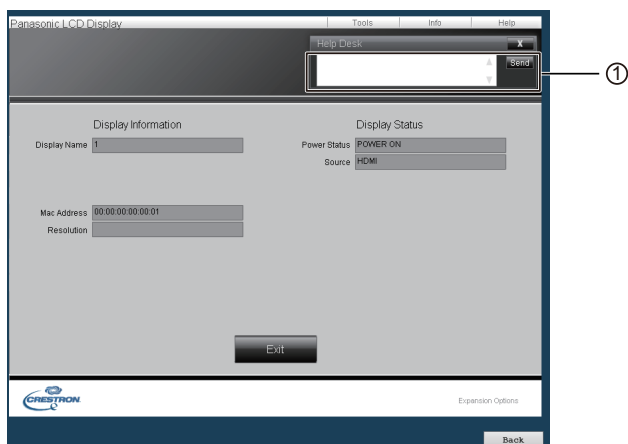 Panasonic LCD Display
Tools Info Help
Help Desk X
Send
①
Display Information
Display Status
Display Name 1
Power Status POWER ON
Source HDMI
Mac Address 00:00:00:00:00:01
Resolution
Exit
CRESTRON
e
Expansion Options
Back